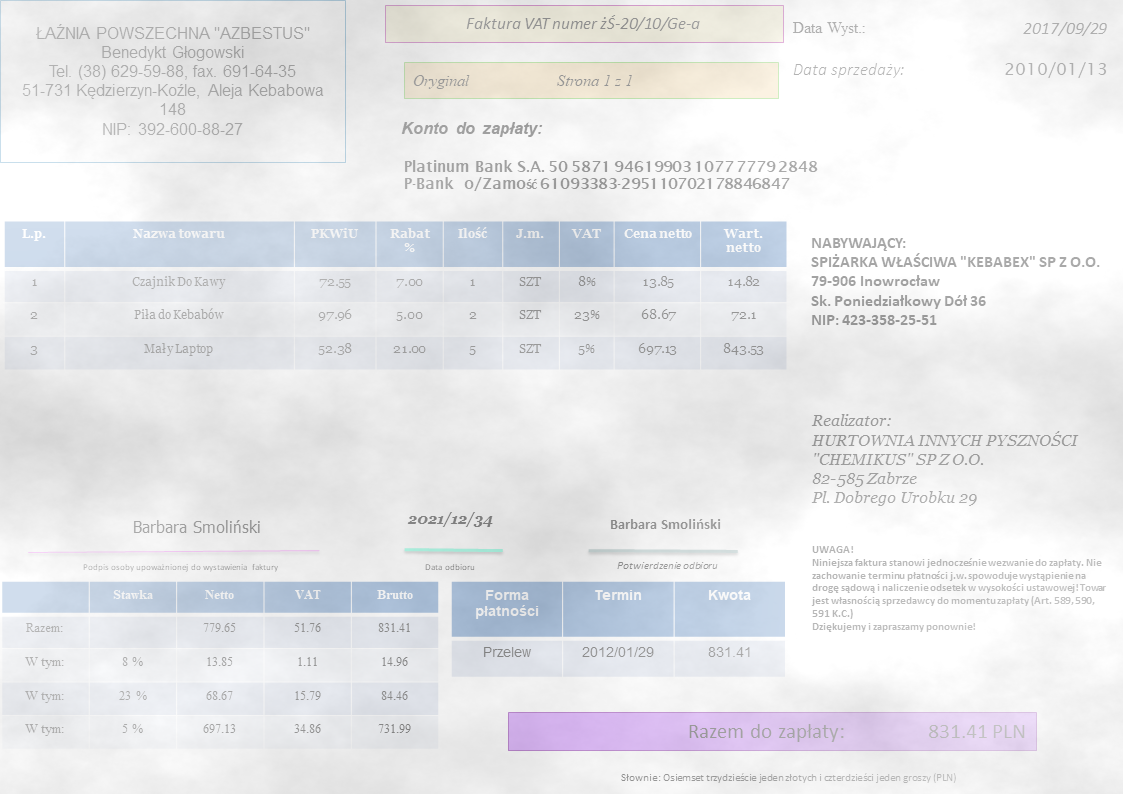 ŁAŹNIA POWSZECHNA "AZBESTUS"
Benedykt Głogowski
Tel. (38) 629-59-88, fax. 691-64-35
51-731 Kędzierzyn-Koźle, Aleja Kebabowa
148
NIP: 392-600-88-27
Faktura VAT numer żŚ-20/10/Ge-a
Oryginał Strona 1 z 1
Data Wyst.: 2017/09/29
Data sprzedaży: 2010/01/13
Konto do zapłaty:
Platinum Bank S.A. 50 5871 9461 9903 1077 7779 2848
P-Bank o/Zamość 61093383-295110702178846847
L.p. Nazwa towaru PKWiU Rabat % Ilość J.m. VAT Cena netto Wart. netto
1 Czajnik Do Kawy 72.55 7.00 1 SZT 8% 13.85 14.82
2 Piła do Kebabów 97.96 5.00 2 SZT 23% 68.67 72.1
3 Mały Laptop 52.38 21.00 5 SZT 5% 697.13 843.53
NABYWAJĄCY:
SPIŻARKA WŁAŚCIWA "KEBABEX" SP Z O.O.
79-906 Inowrocław
Sk. Poniedziałkowy Dół 36
NIP: 423-358-25-51
Realizator:
HURTOWNIA INNYCH PYSZNOŚCI
"CHEMIKUS" SP Z O.O.
82-585 Zabrze
Pl. Dobrego Urobku 29
Barbara Smoliński
Podpis osoby upoważnionej do wystawienia faktury
2021/12/34
Data odbioru
Barbara Smoliński
Potwierdzenie odbioru
UWAGA!
Niniejsza faktura stanowi jednocześnie wezwanie do zapłaty. Nie
zachowanie terminu płatności j.w. spowoduje wystąpienie na
drogę sądową i naliczenie odsetek w wysokości ustawowej! Towar
jest własnością sprzedawcy do momentu zapłaty (Art. 589, 590,
591 K.C.)
Dziękujemy i zapraszamy ponownie!
Stawka Netto VAT Brutto
Razem: 779.65 51.76 831.41
W tym: 8 % 13.85 1.11 14.96
W tym: 23 % 68.67 15.79 84.46
W tym: 5 % 697.13 34.86 731.99
Forma płatności Termin Kwota
Przelew 2012/01/29 831.41
Razem do zapłaty: 831.41 PLN
Słownie: Osiemset trzydzieście jeden złotych i czterdzieści jeden groszy (PLN)